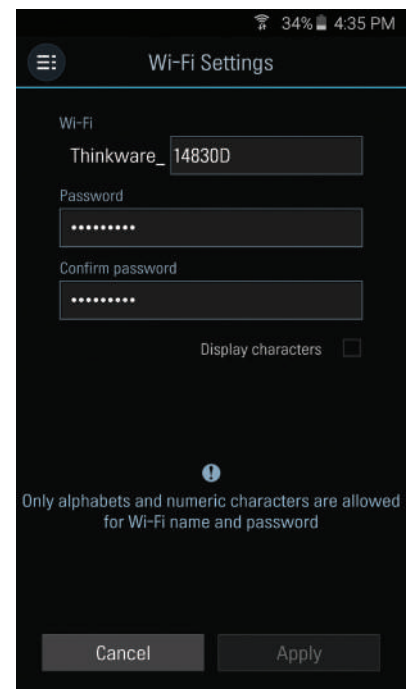 34% 4:35 PM
Wi-Fi Settings
Wi-Fi
Thinkware_ 14830D
Password
•••••••••
Confirm password
•••••••••
Display characters
Only alphabets and numeric characters are allowed
for Wi-Fi name and password
Cancel Apply